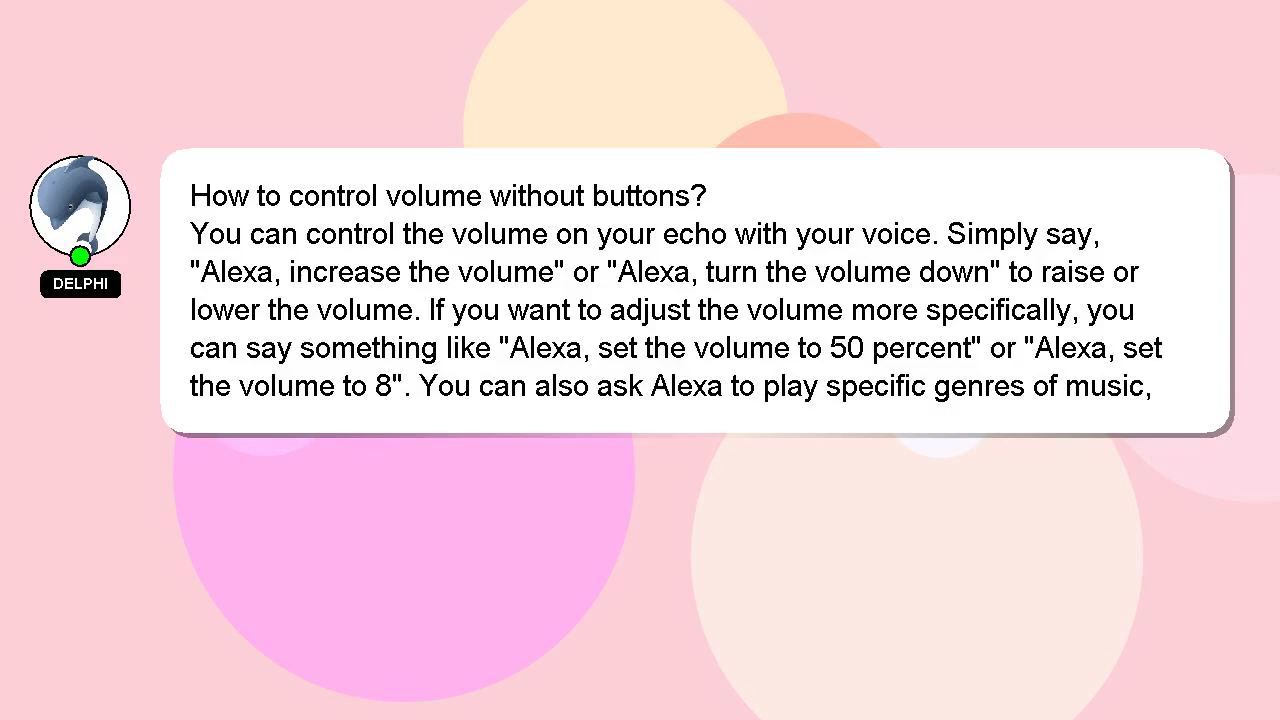 How to control volume without buttons?
You can control the volume on your echo with your voice. Simply say,
"Alexa, increase the volume" or "Alexa, turn the volume down" to raise or
lower the volume. If you want to adjust the volume more specifically, you
can say something like "Alexa, set the volume to 50 percent" or "Alexa, set
the volume to 8". You can also ask Alexa to play specific genres of music,
DELPHI